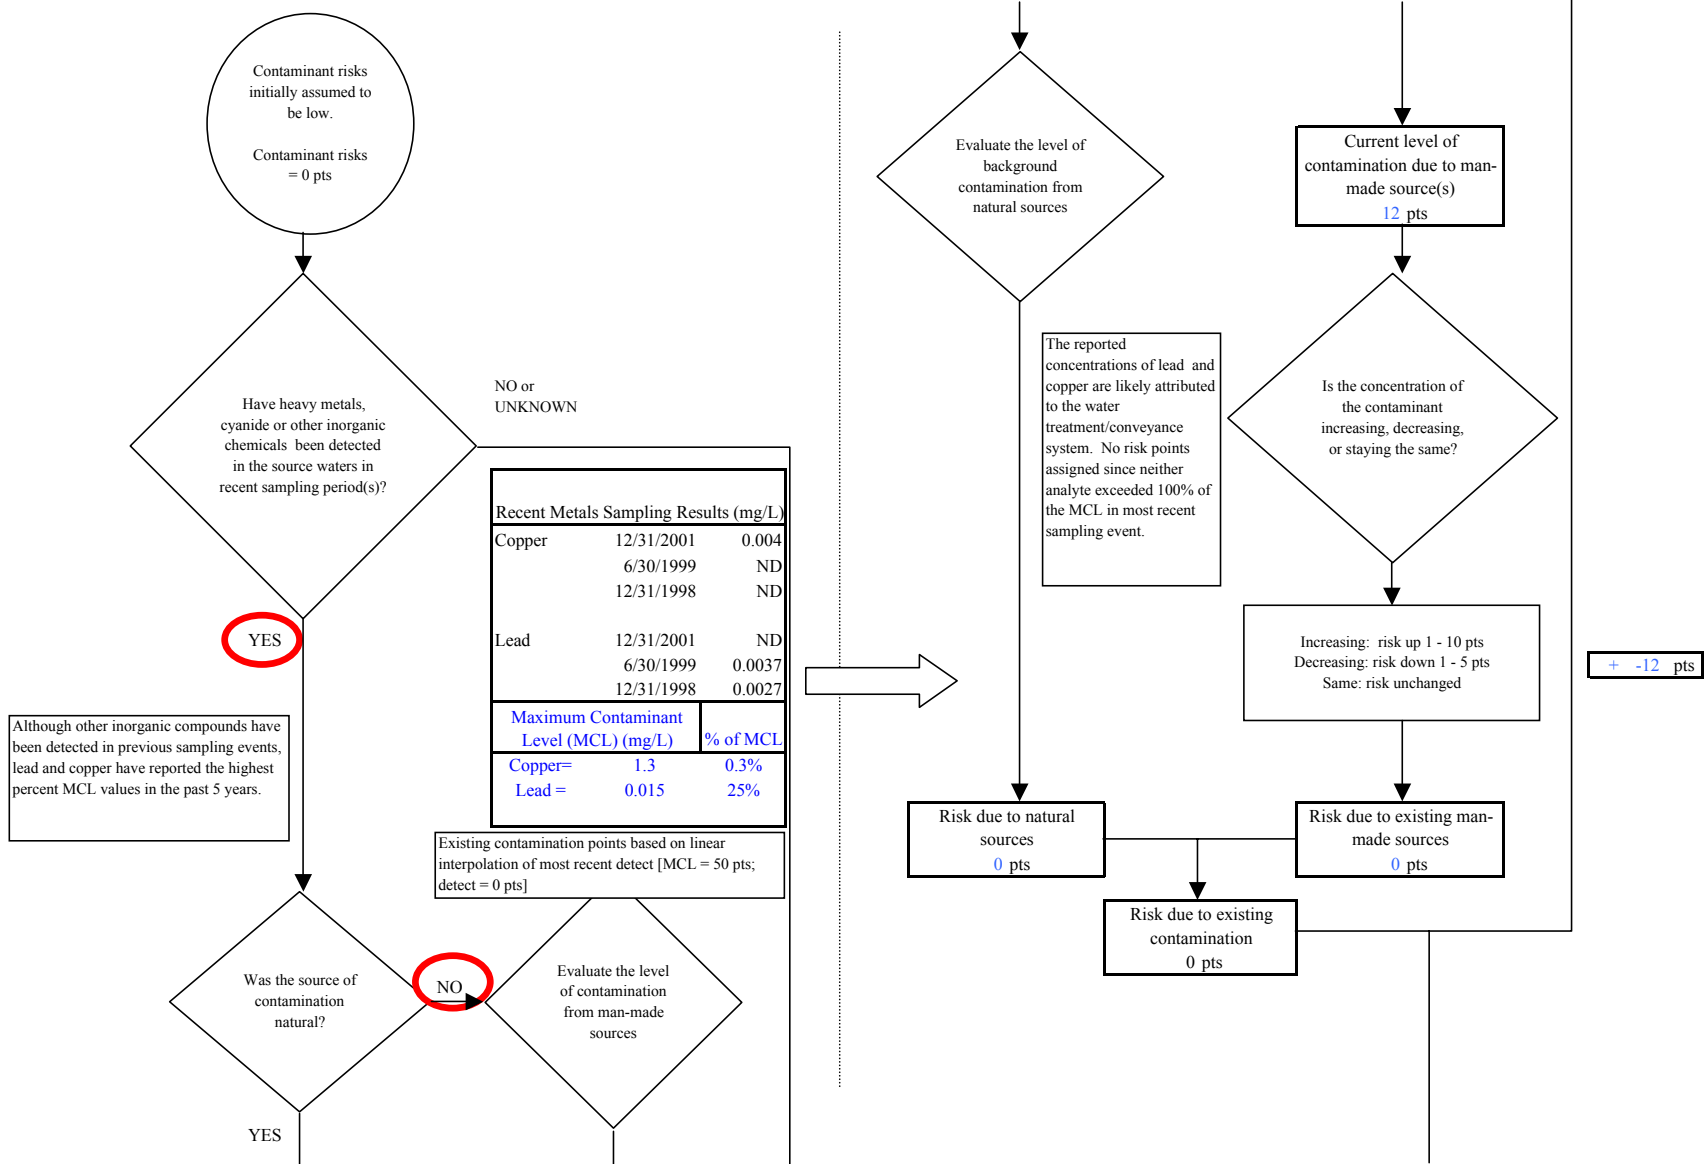 Contaminant risks
initially assumed to
be low.
Contaminant risks
= 0 pts
Have heavy metals,
cyanide or other inorganic
chemicals been detected
in the source waters in
recent sampling period(s)?
NO or
UNKNOWN
YES
Although other inorganic compounds have
been detected in previous sampling events,
lead and copper have reported the highest
percent MCL values in the past 5 years.
Recent Metals Sampling Results (mg/L)
Copper 12/31/2001 0.004
6/30/1999 ND
12/31/1998 ND
Lead 12/31/2001 ND
6/30/1999 0.0037
12/31/1998 0.0027
Maximum Contaminant
Level (MCL) (mg/L) % of MCL
Copper= 1.3 0.3%
Lead = 0.015 25%
Existing contamination points based on linear
interpolation of most recent detect [MCL = 50 pts;
detect = 0 pts]
Was the source of
contamination
natural?
NO
Evaluate the level
of contamination
from man-made
sources
YES
Evaluate the level of
background
contamination from
natural sources
Current level of
contamination due to man-
made source(s)
12 pts
The reported
concentrations of lead and
copper are likely attributed
to the water
treatment/conveyance
system. No risk points
assigned since neither
analyte exceeded 100% of
the MCL in most recent
sampling event.
Is the concentration of
the contaminant
increasing, decreasing,
or staying the same?
Increasing: risk up 1 - 10 pts
Decreasing: risk down 1 - 5 pts
Same: risk unchanged
+ -12 pts
Risk due to natural
sources
0 pts
Risk due to existing man-
made sources
0 pts
Risk due to existing
contamination
0 pts